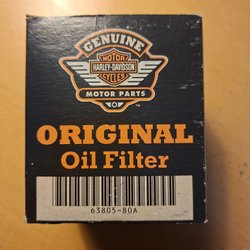 GENUINE
MOTOR
HARLEY-DAVIDSON
CYCLES
MOTOR PARTS
ORIGINAL
Oil Filter
63805-80A